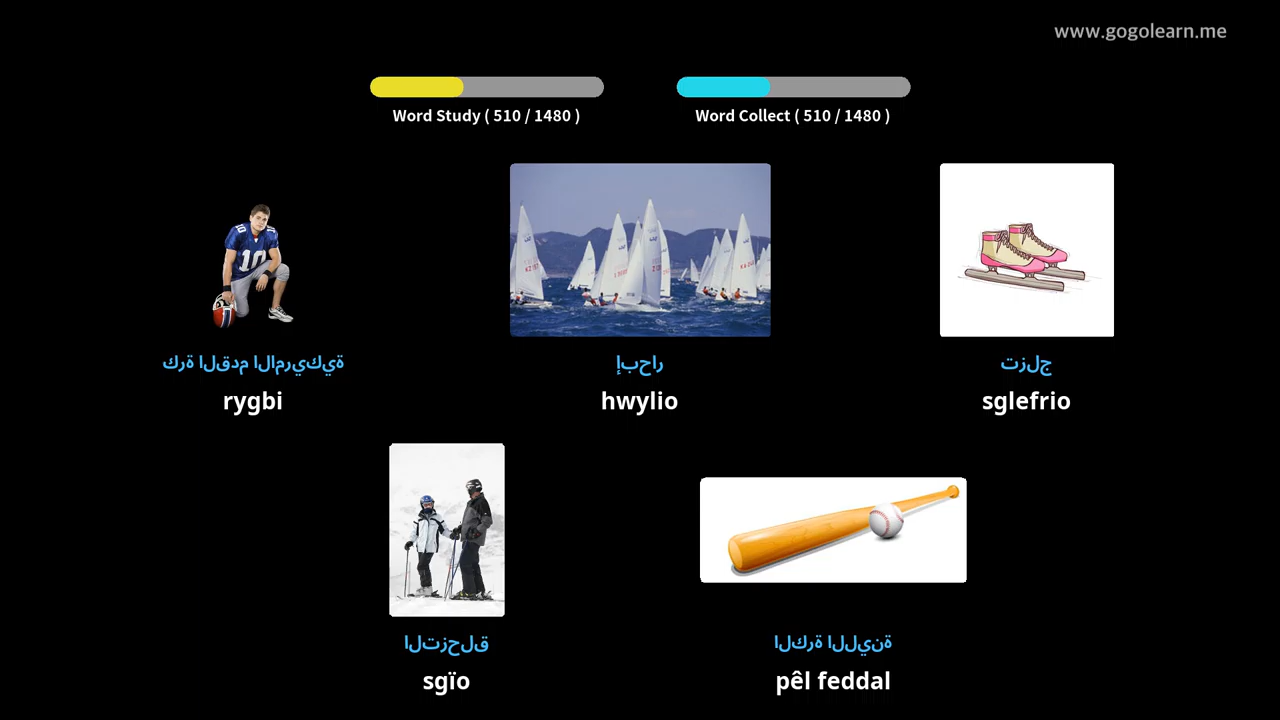 www.gogolearn.me
Word Study ( 510 / 1480 )
Word Collect ( 510 / 1480 )
10
كرة القدم الامريكية
rygbi
إبحار
hwylio
تزلج
sglefrio
التزحلق
sgïo
الكرة اللينة
pêl feddal